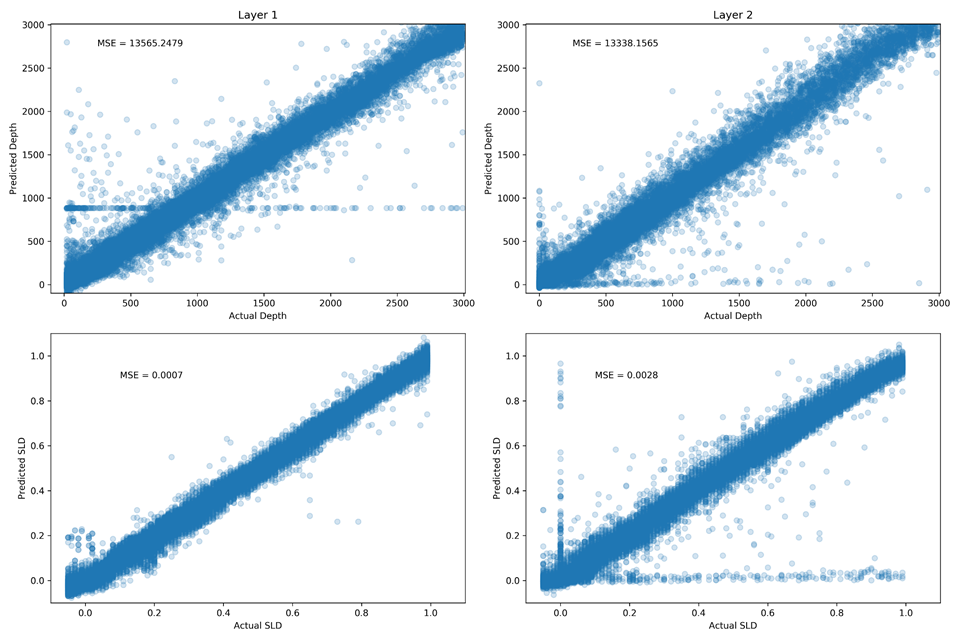 Layer 1
Layer 2
MSE = 13565.2479
3000
2500
2000
1500
1000
500
0
Predicted Depth
0 500 1000 1500 2000 2500 3000
Actual Depth
MSE = 13338.1565
3000
2500
2000
1500
1000
500
0
Predicted Depth
0 500 1000 1500 2000 2500 3000
Actual Depth
MSE = 0.0007
1.0
0.8
0.6
0.4
0.2
0.0
Predicted SLD
0.0 0.2 0.4 0.6 0.8 1.0
Actual SLD
MSE = 0.0028
1.0
0.8
0.6
0.4
0.2
0.0
Predicted SLD
0.0 0.2 0.4 0.6 0.8 1.0
Actual SLD